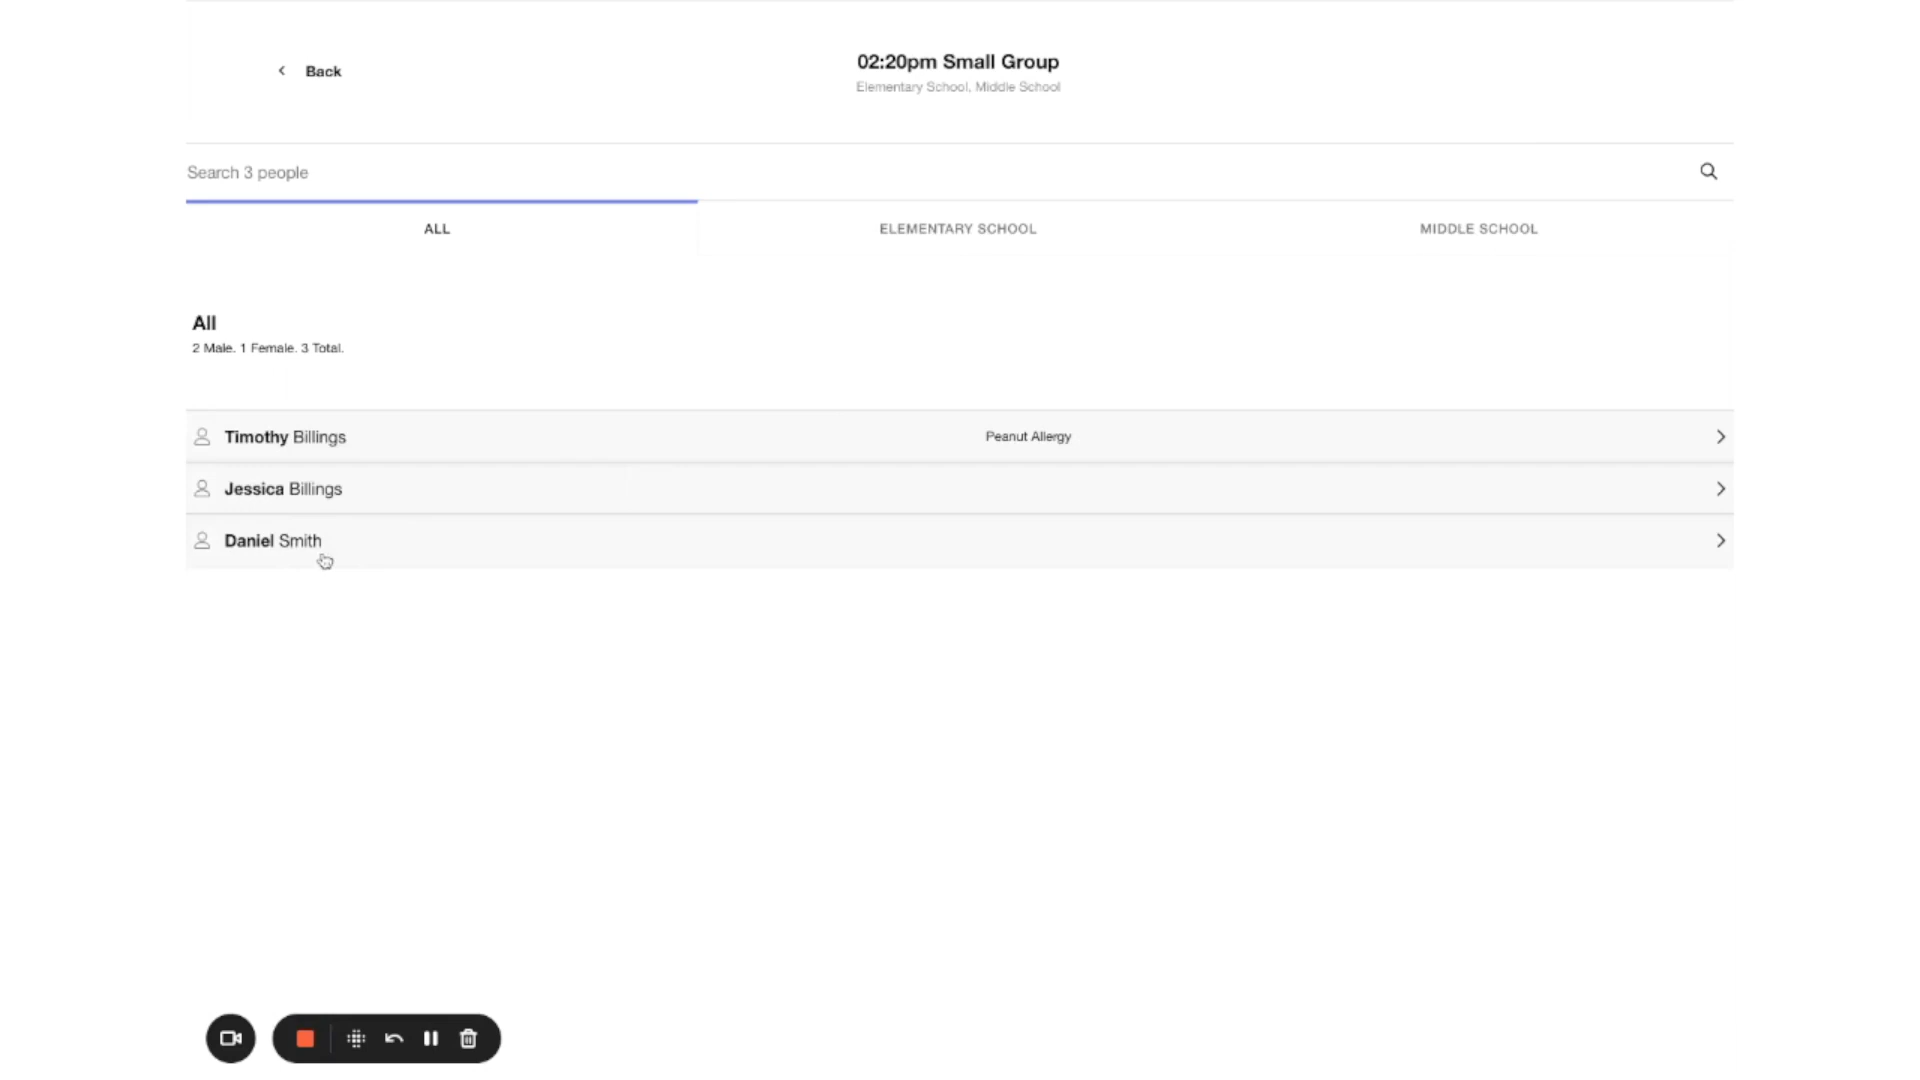 Back
02:20pm Small Group
Elementary School, Middle School
Search 3 people
ALL
ELEMENTARY SCHOOL
MIDDLE SCHOOL
All
2 Male. 1 Female. 3 Total.
Timothy Billings
Peanut Allergy
Jessica Billings
Daniel Smith